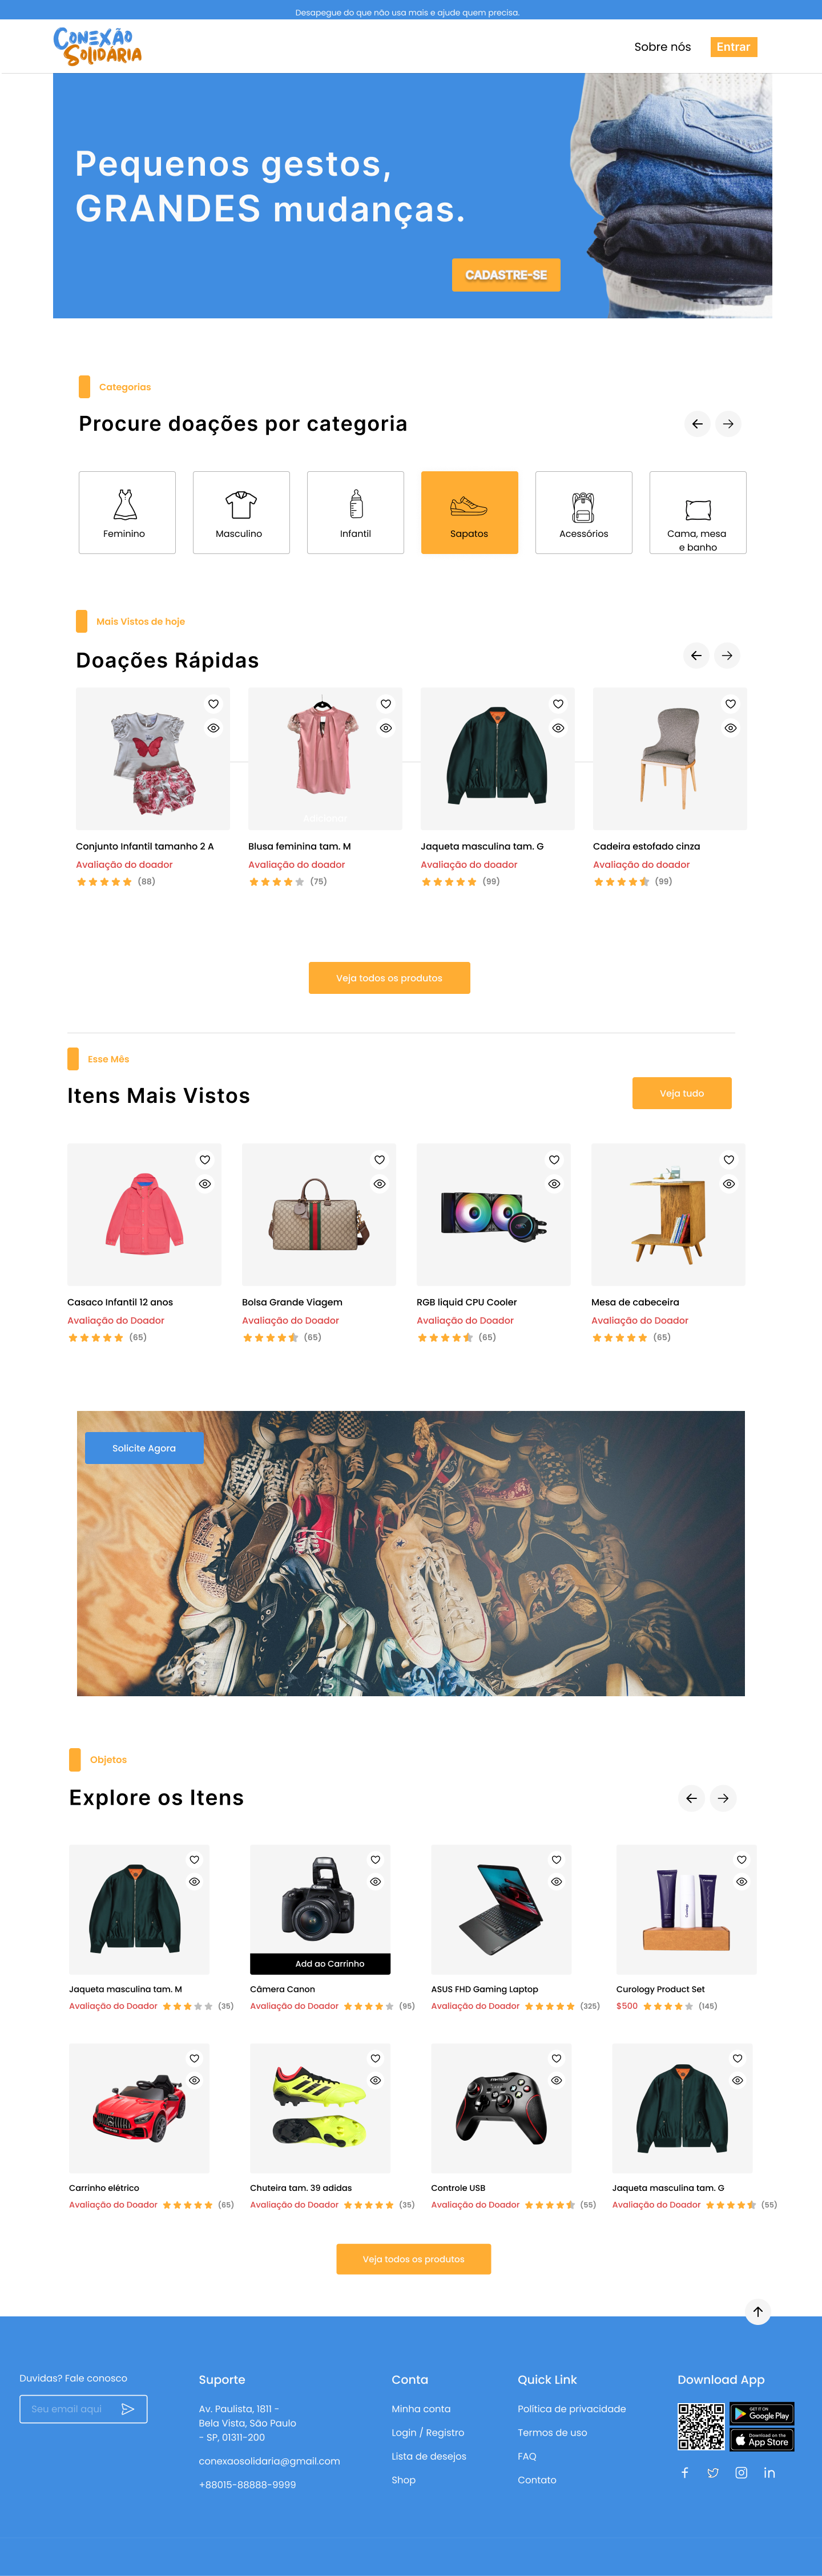 Desapegue do que não usa mais e ajude quem precisa.
CONEXÃO
SOLIDÁRIA
Sobre nós
Entrar
Pequenos gestos,
GRANDES mudanças.
CADASTRE-SE
Categorias
Procure doações por categoria
Feminino
Masculino
Infantil
Sapatos
Acessórios
Cama, mesa
e banho
Mais Vistos de hoje
Doações Rápidas
Adicionar
Conjunto Infantil tamanho 2 A
Avaliação do doador
(88)
Blusa feminina tam. M
Avaliação do doador
(75)
Jaqueta masculina tam. G
Avaliação do doador
(99)
Cadeira estofado cinza
Avaliação do doador
(99)
Veja todos os produtos
Esse Mês
Itens Mais Vistos
Veja tudo
Casaco Infantil 12 anos
Avaliação do Doador
(65)
Bolsa Grande Viagem
Avaliação do Doador
(65)
RGB liquid CPU Cooler
Avaliação do Doador
(65)
Mesa de cabeceira
Avaliação do Doador
(65)
Solicite Agora
Objetos
Explore os Itens
Jaqueta masculina tam. M
Avaliação do Doador (35)
Add ao Carrinho
Câmera Canon
Avaliação do Doador (95)
ASUS FHD Gaming Laptop
Avaliação do Doador (325)
Curology Product Set
$500 (145)
Carrinho elétrico
Avaliação do Doador (65)
Chuteira tam. 39 adidas
Avaliação do Doador (35)
Controle USB
Avaliação do Doador (55)
Jaqueta masculina tam. G
Avaliação do Doador (55)
Veja todos os produtos
Duvidas? Fale conosco
Seu email aqui
Suporte
Av. Paulista, 1811 -
Bela Vista, São Paulo
- SP, 01311-200
conexaosolidaria@gmail.com
+88015-88888-9999
Conta
Minha conta
Login / Registro
Lista de desejos
Shop
Quick Link
Política de privacidade
Termos de uso
FAQ
Contato
Download App
GET IT ON
Google Play
Download on the
App Store